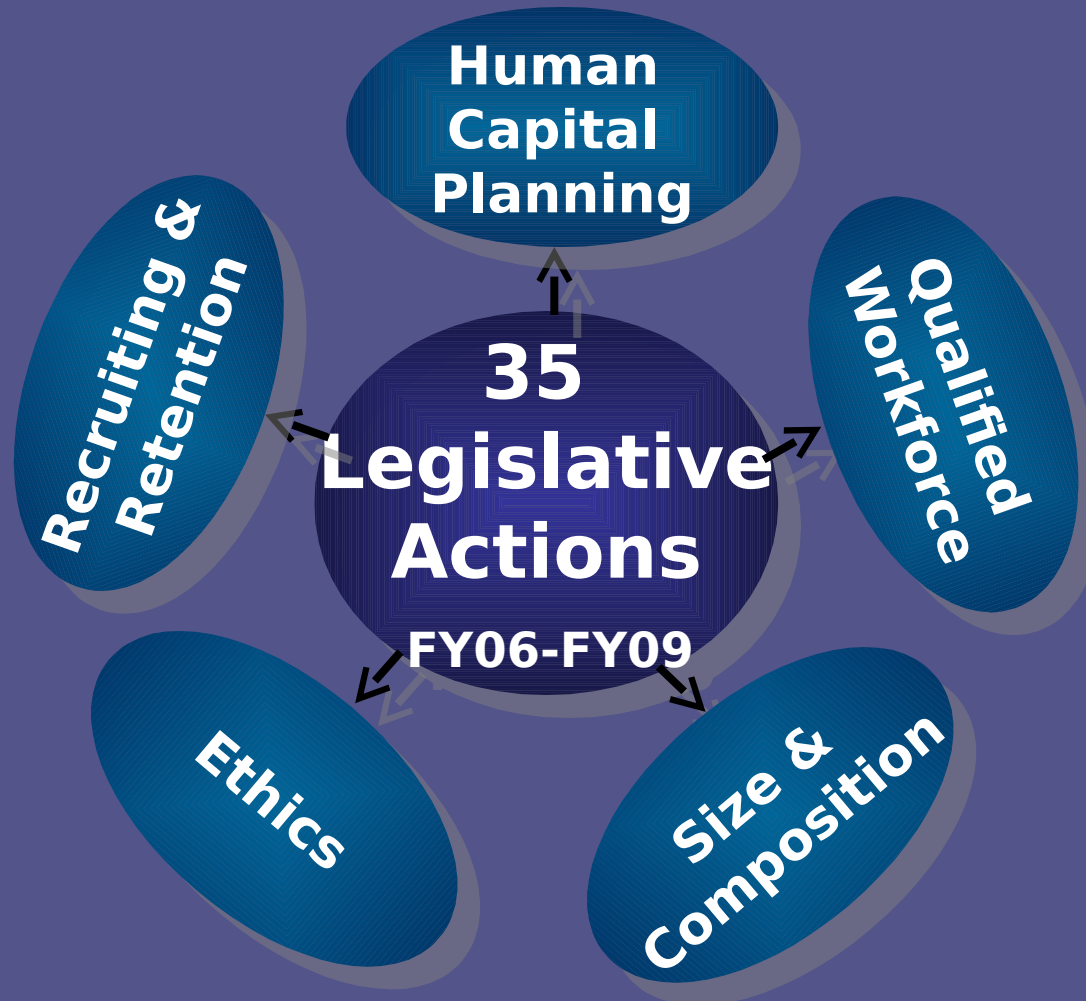 Human
Capital
Planning
Recruiting &
Retention
Qualified
Workforce
35
Legislative
Actions
FY06-FY09
Ethics
Size &
Composition